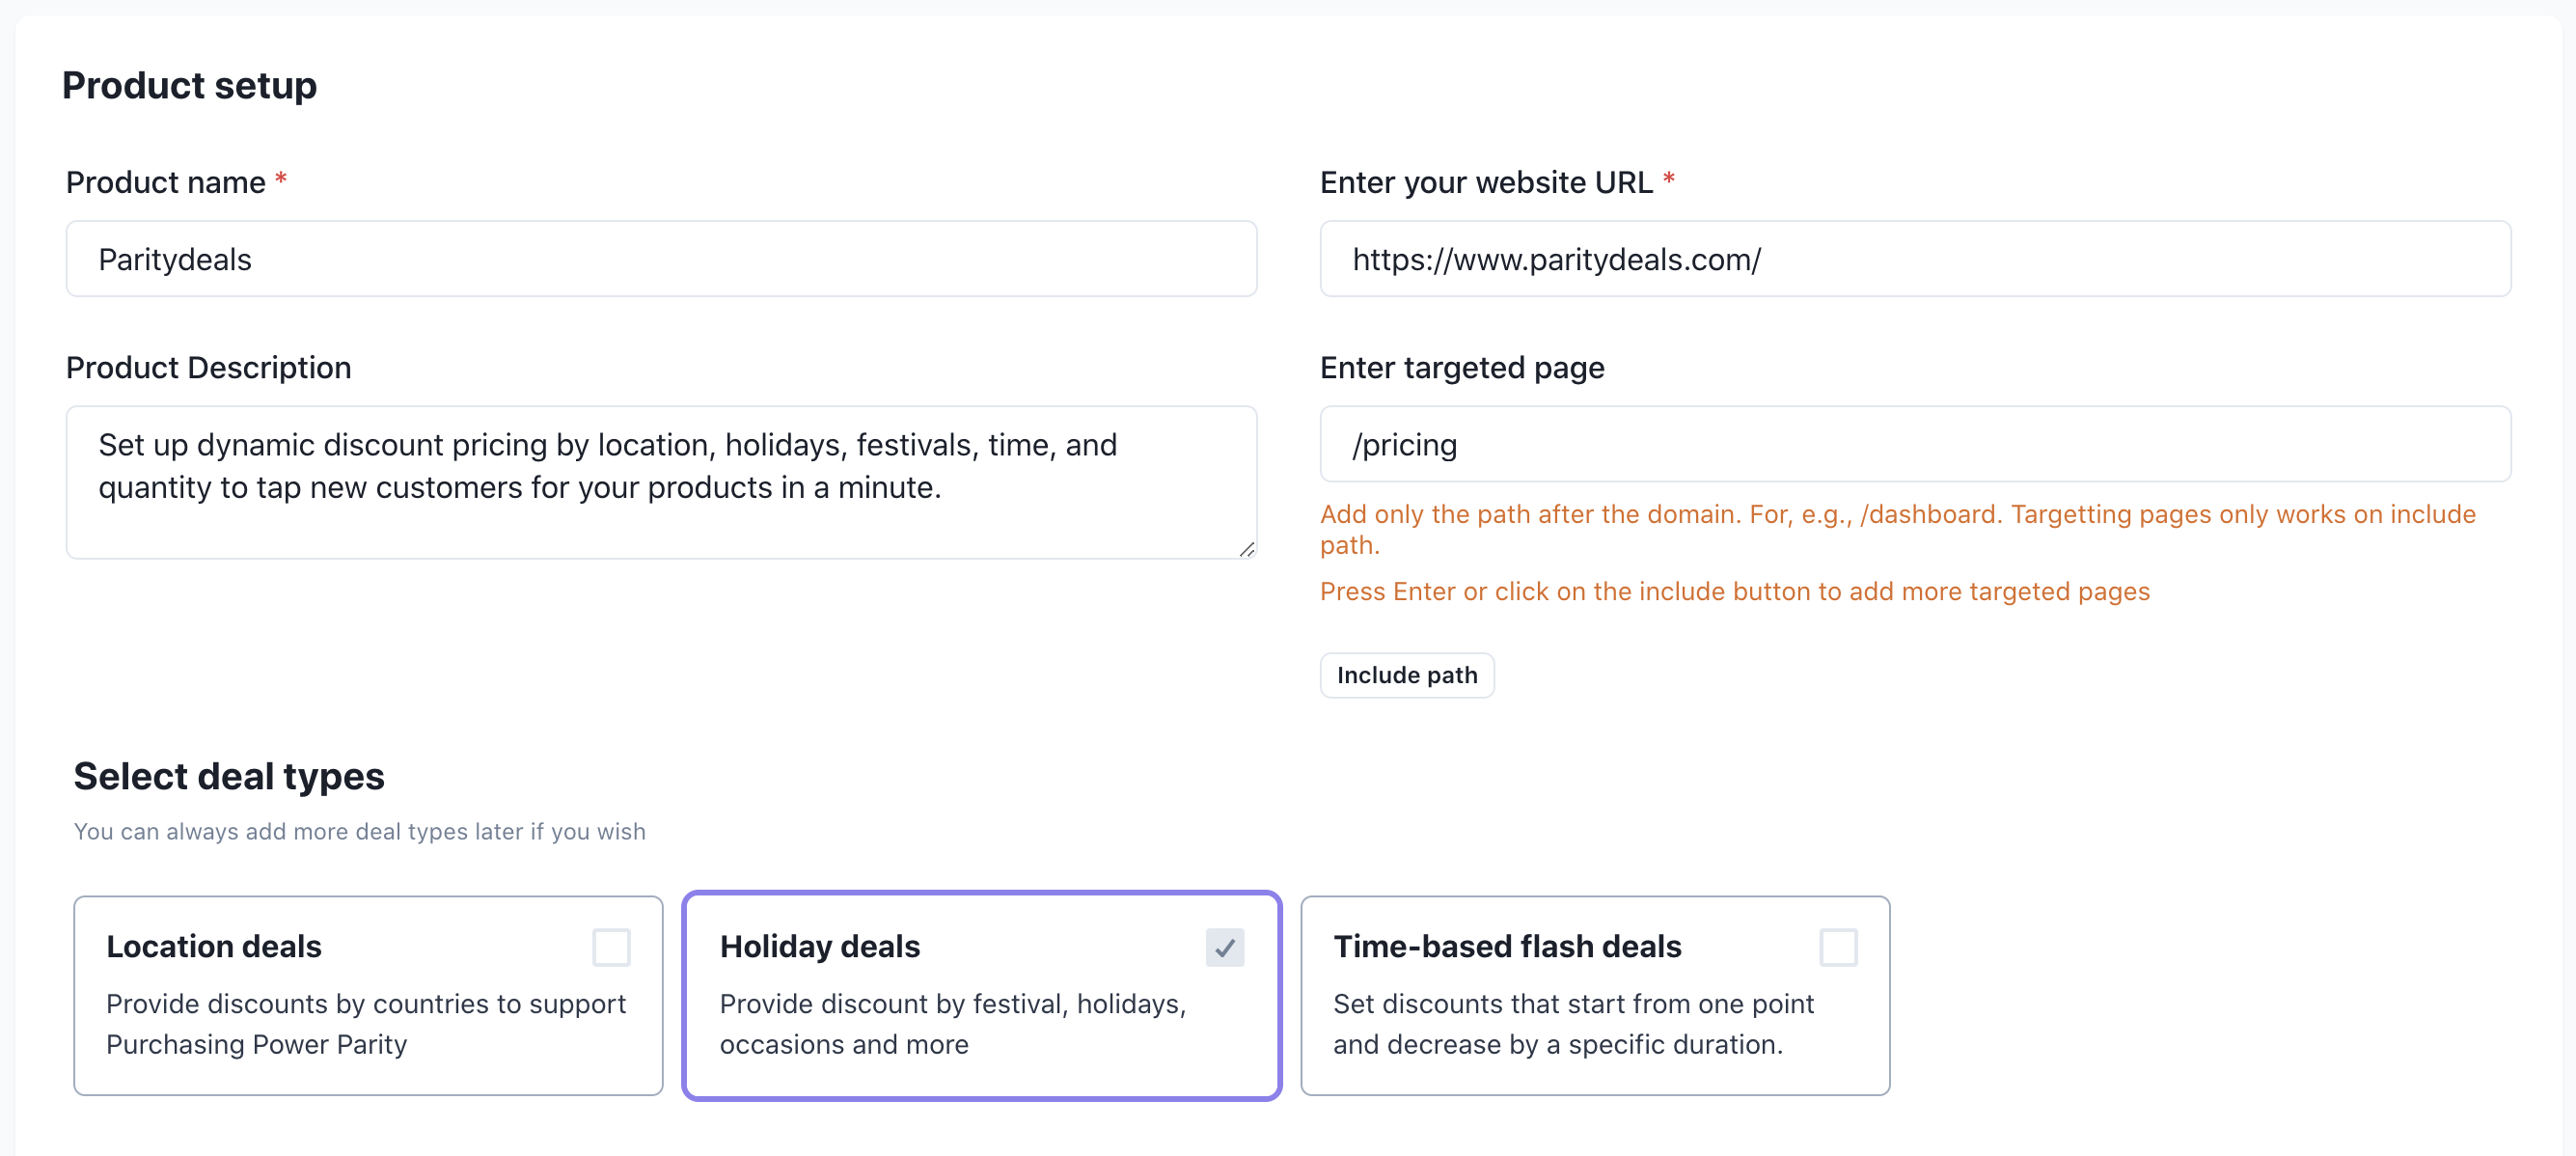 Product setup
Product name *
Paritydeals
Enter your website URL *
https://www.paritydeals.com/
Product Description
Set up dynamic discount pricing by location, holidays, festivals, time, and
quantity to tap new customers for your products in a minute.
Enter targeted page
/pricing
Add only the path after the domain. For, e.g., /dashboard. Targetting pages only works on include
path.
Press Enter or click on the include button to add more targeted pages
Include path
Select deal types
You can always add more deal types later if you wish
Location deals
Provide discounts by countries to support
Purchasing Power Parity
Holiday deals
Provide discount by festival, holidays,
occasions and more
Time-based flash deals
Set discounts that start from one point
and decrease by a specific duration.